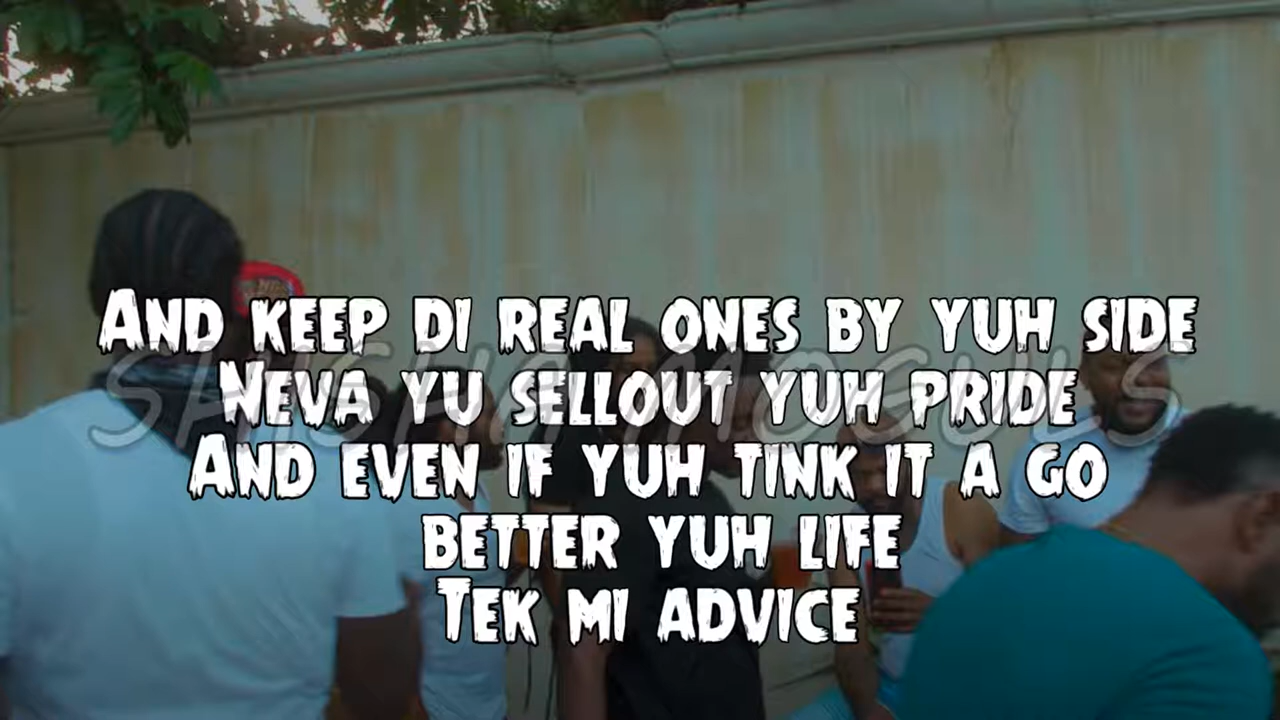 And keep di real ones by yuh side
Neva yu sellout yuh pride
And even if yuh tink it a go
better yuh life
Tek mi advice